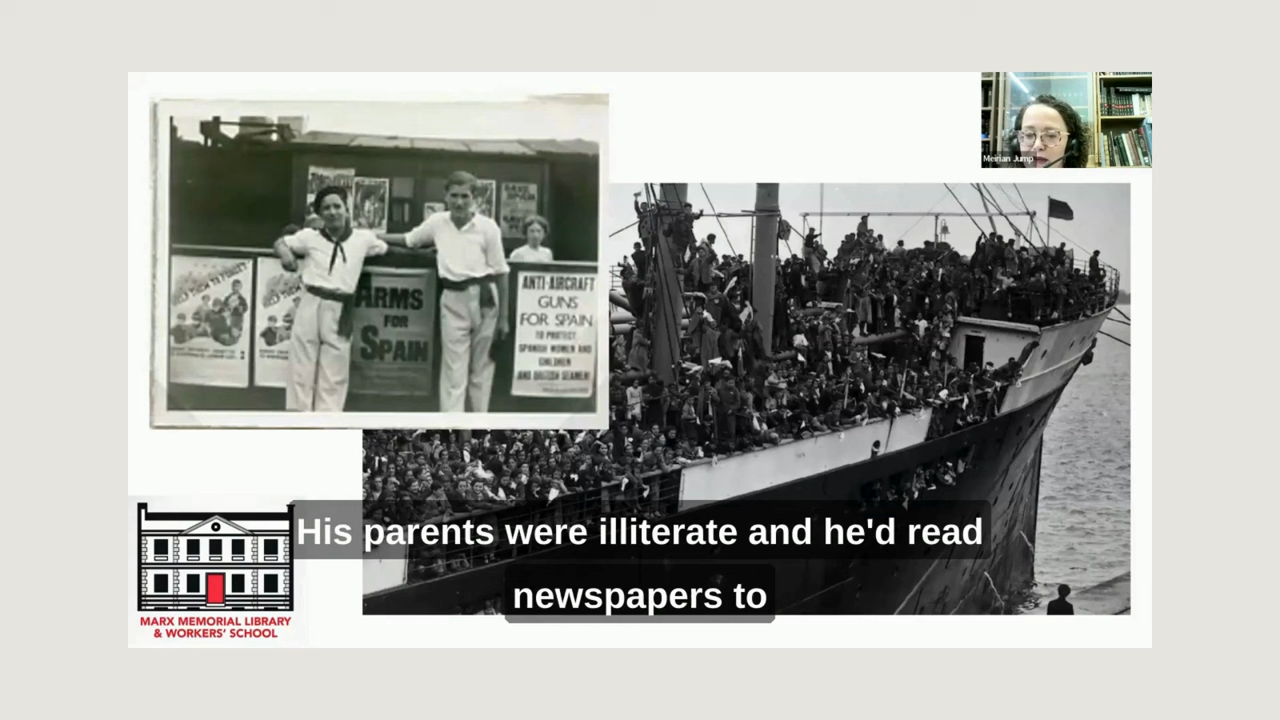 Meirian Jump
ARMS
FOR
SPAIN
ANTI-AIRCRAFT
GUNS
FOR SPAIN
TO PROTECT
SPANISH WOMEN AND
CHILDREN
AND BRITISH SEAMEN
His parents were illiterate and he'd read
newspapers to
MARX MEMORIAL LIBRARY
& WORKERS' SCHOOL